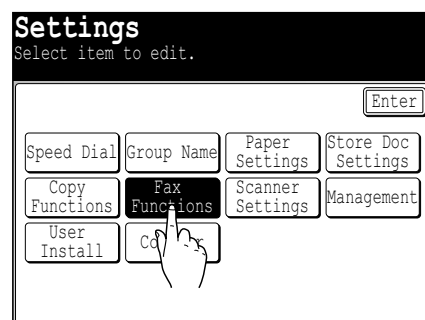 Settings
Select item to edit.
Enter
Speed Dial
Group Name
Paper
Settings
Store Doc
Settings
Copy
Functions
Fax
Functions
Scanner
Settings
Management
User
Install